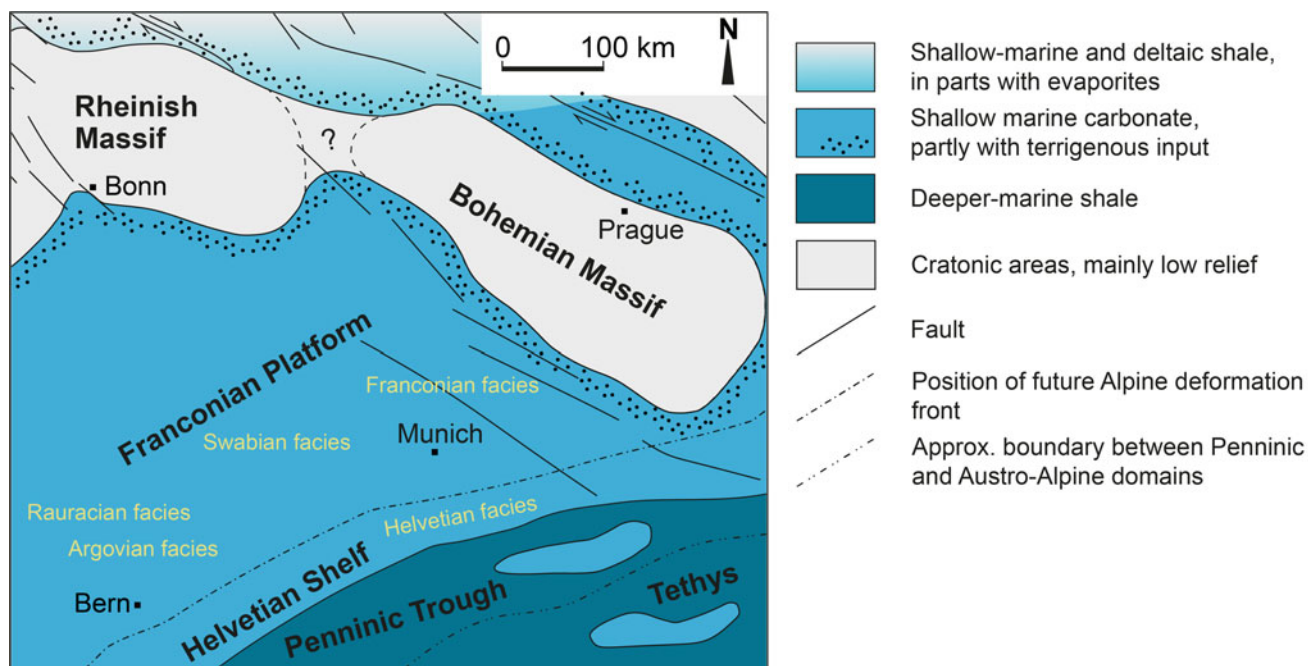 0 100 km
N
Rheinish
Massif
?
Bonn
Bohemian Massif
Prague
Franconian Platform
Franconian facies
Swabian facies
Munich
Rauracian facies
Argovian facies
Helvetian facies
Bern
Helvetian Shelf
Penninic Trough
Tethys
Shallow-marine and deltaic shale,
in parts with evaporites
Shallow marine carbonate,
partly with terrigenous input
Deeper-marine shale
Cratonic areas, mainly low relief
Fault
Position of future Alpine deformation
front
Approx. boundary between Penninic
and Austro-Alpine domains